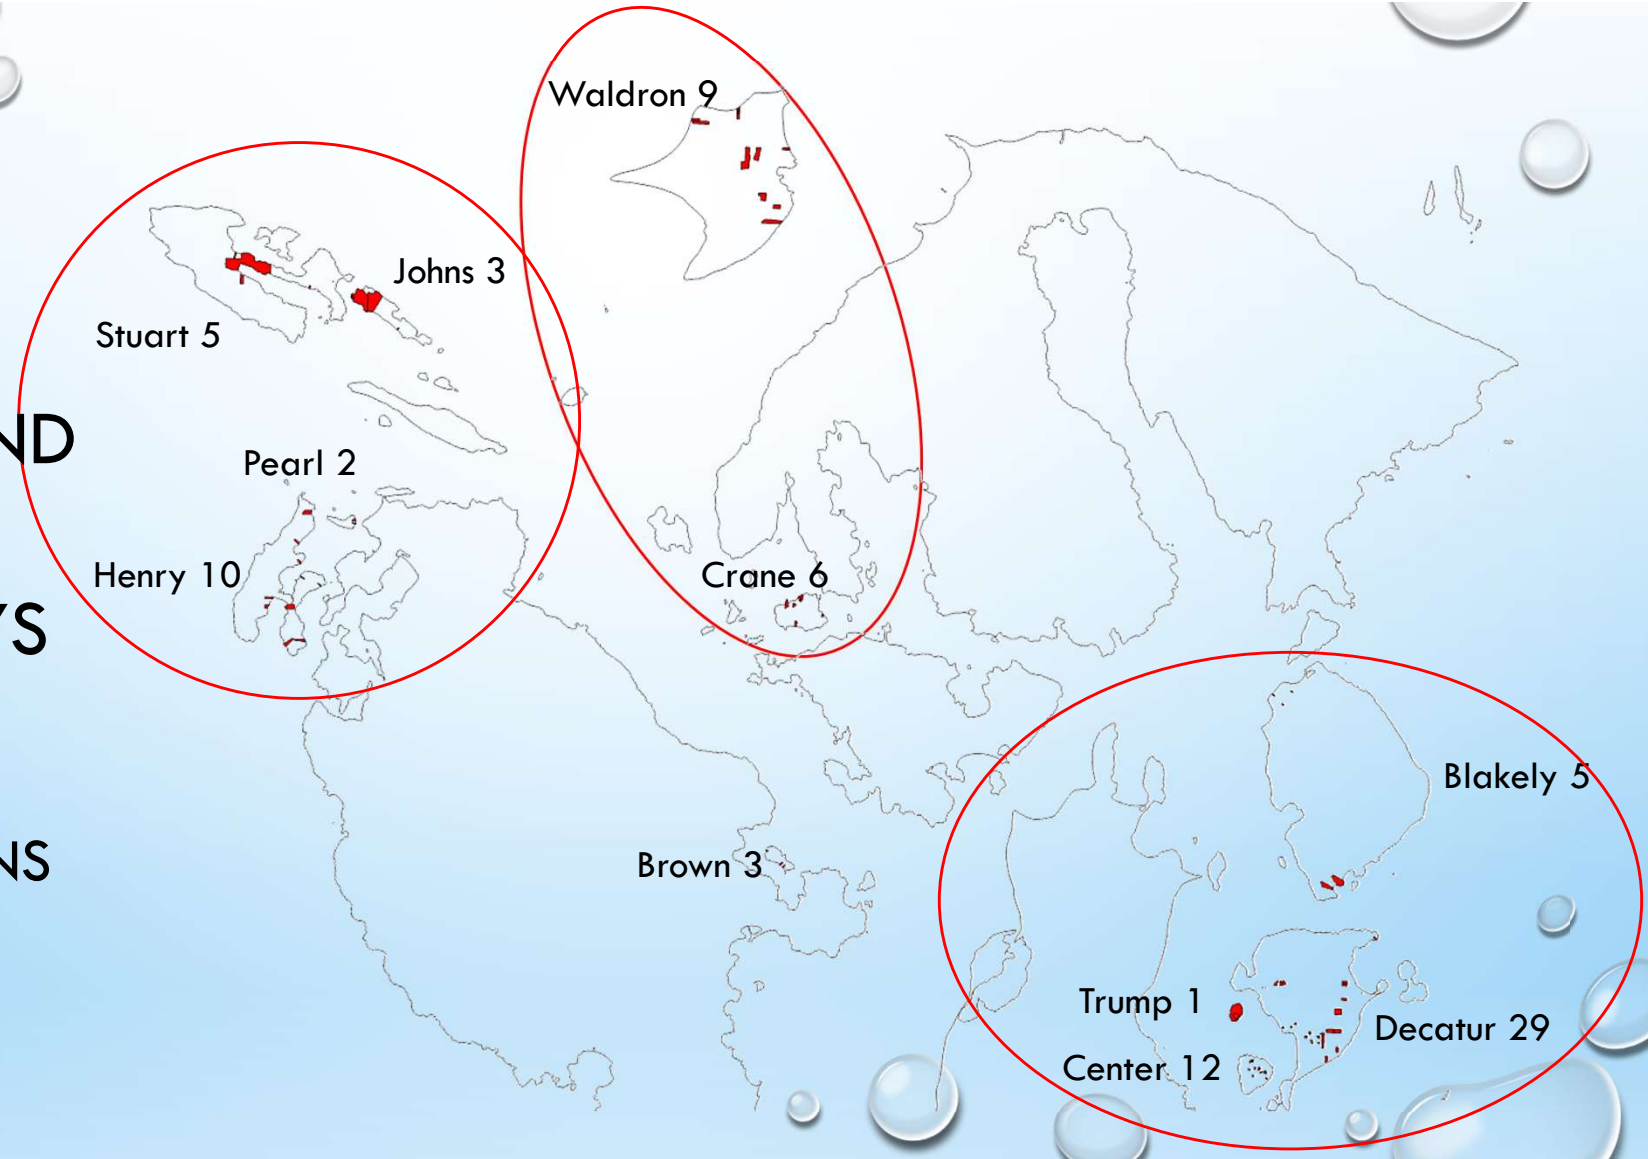 Waldron 9
Johns 3
Stuart 5
ND
Pearl 2
Henry 10
Crane 6
YS
Blakely 5
Brown 3
NS
Trump 1
Decatur 29
Center 12